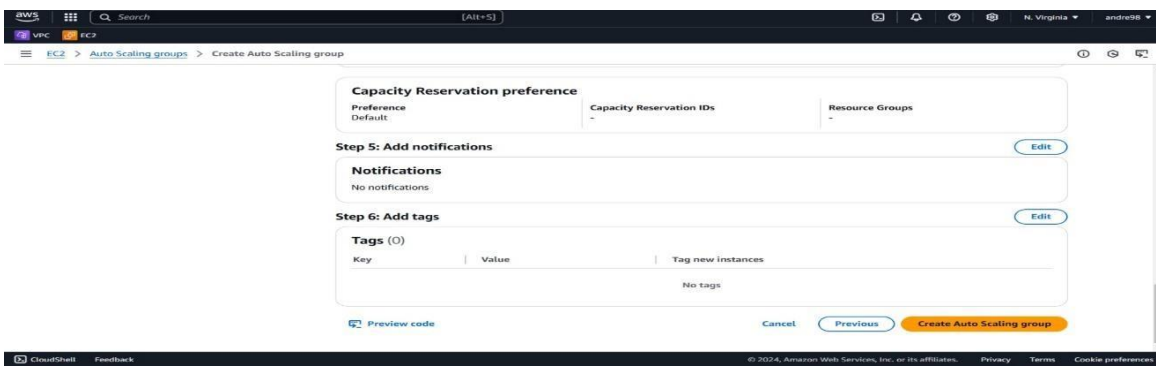 aws Search [Alt+S] N. Virginia andre98
VPC EC2
EC2 > Auto Scaling groups > Create Auto Scaling group
Capacity Reservation preference
Preference Capacity Reservation IDs Resource Groups
Default - -
Step 5: Add notifications Edit
Notifications
No notifications
Step 6: Add tags Edit
Tags (0)
Key Value Tag new instances
No tags
Preview code Cancel Previous Create Auto Scaling group
CloudShell Feedback © 2024, Amazon Web Services, Inc. or its affiliates. Privacy Terms Cookie preferences